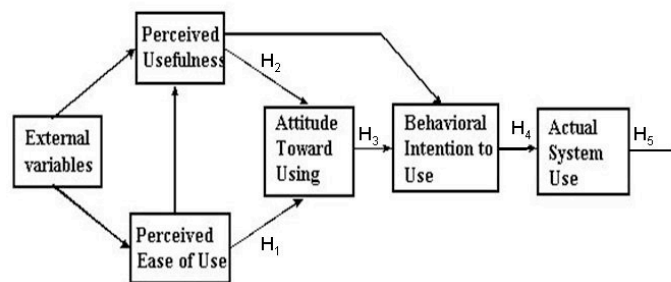 Perceived
Usefulness
H₂
External
variables
Attitude
Toward
Using
H₃
Behavioral
Intention to
Use
H₄
Actual
System
Use
H₅
Perceived
Ease of Use
H₁